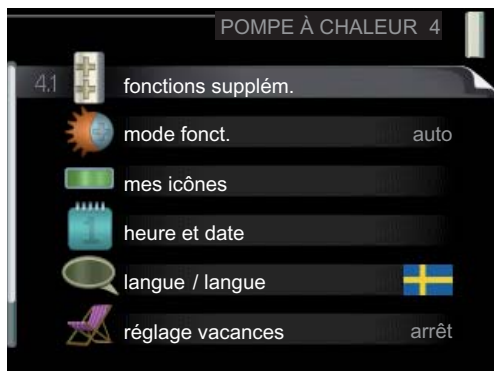 POMPE À CHALEUR 4
4.1 fonctions supplém.
mode fonct. auto
mes icônes
1
heure et date
langue / langue
réglage vacances arrêt